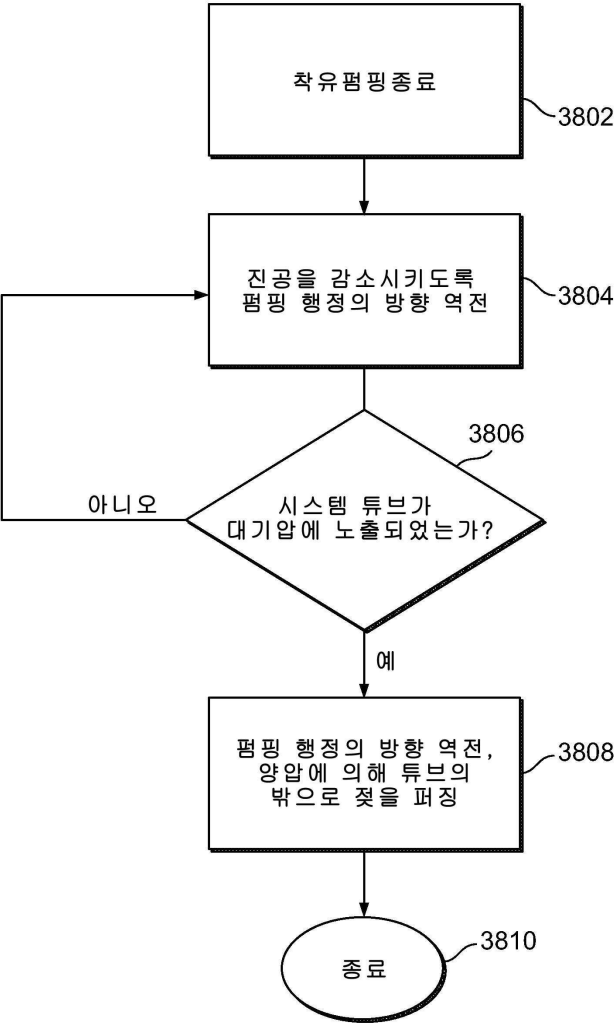 착유펌핑종료
3802
진공을 감소시키도록
펌핑 행정의 방향 역전
3804
3806
시스템 튜브가
대기압에 노출되었는가?
아니오
예
펌핑 행정의 방향 역전,
양압에 의해 튜브의
밖으로 젖을 퍼징
3808
종료
3810